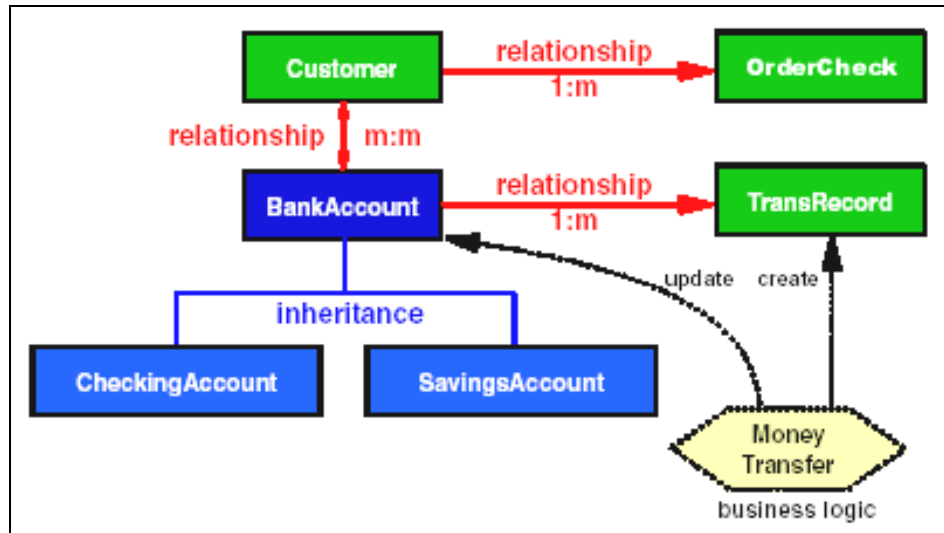 Customer
relationship
1:m
OrderCheck
relationship
m:m
BankAccount
relationship
1:m
TransRecord
update
create
inheritance
CheckingAccount
SavingsAccount
Money
Transfer
business logic